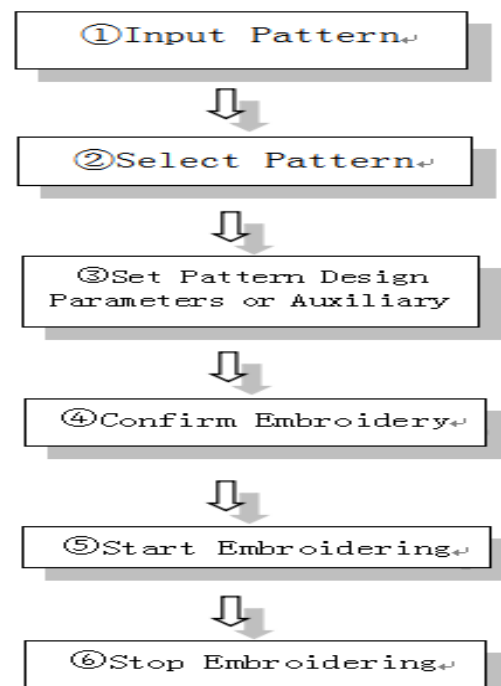 ①Input Pattern↵
②Select Pattern↵
③Set Pattern Design
Parameters or Auxiliary
④Confirm Embroidery↵
⑤Start Embroidering↵
⑥Stop Embroidering↵